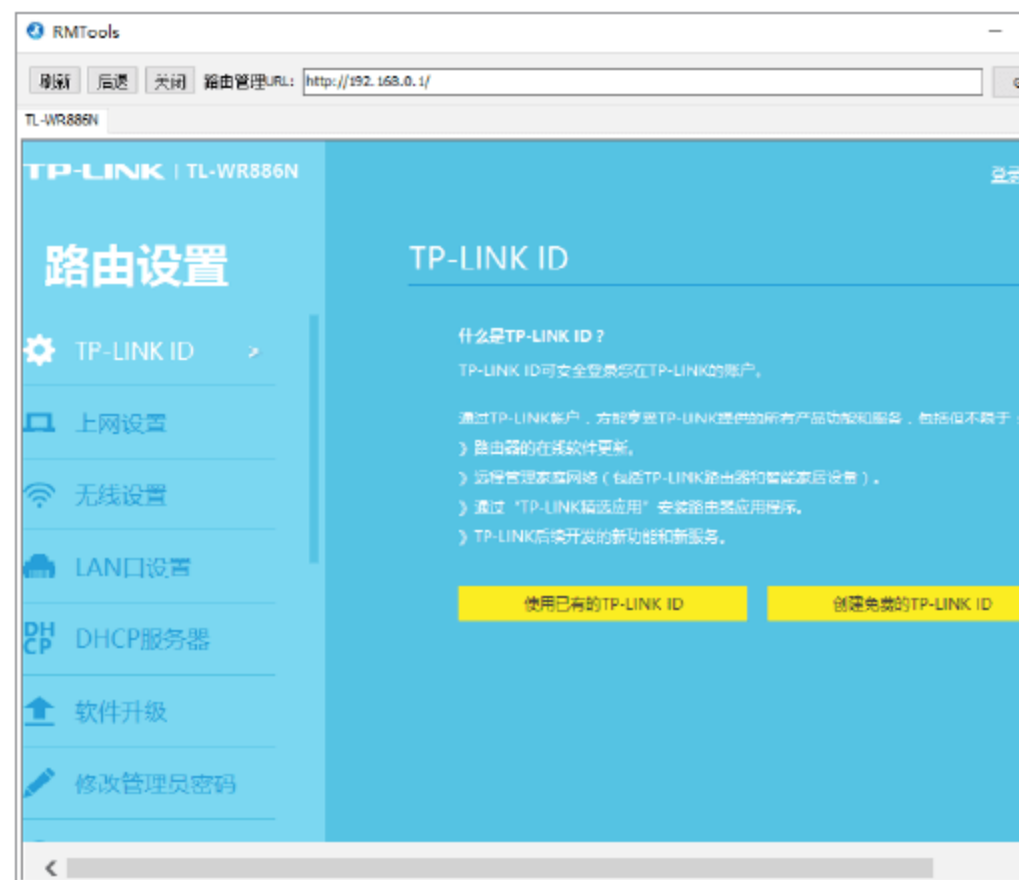 RMTools
刷新 后退 关闭 路由管理URL: http://192.168.0.1/
TL-WR886N
TP-LINK | TL-WR886N
登录
路由设置
TP-LINK ID
TP-LINK ID >
什么是TP-LINK ID？
TP-LINK ID可安全登录您在TP-LINK的账户。
上网设置
通过TP-LINK帐户，方能享受TP-LINK提供的所有产品功能和服务，包括但不限于：
》路由器的在线软件更新。
》远程管理家庭网络（包括TP-LINK路由器和智能家居设备）。
无线设置
》通过“TP-LINK精选应用”安装路由器应用程序。
》TP-LINK后续开发的新功能和新服务。
LAN口设置
使用已有的TP-LINK ID 创建免费的TP-LINK ID
DHCP DHCP服务器
软件升级
修改管理员密码